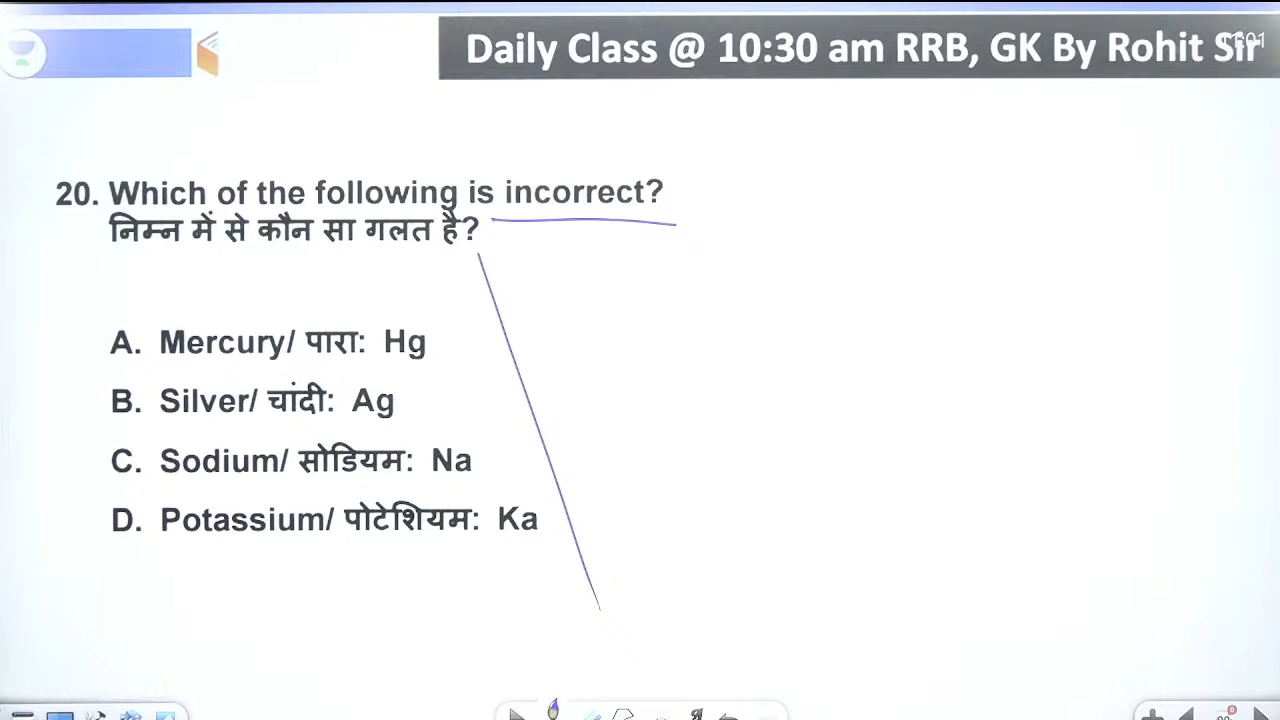 Daily Class @ 10:30 am RRB, GK By Rohit Sir
20. Which of the following is incorrect?
निम्न में से कौन सा गलत है?
A. Mercury/ पारा: Hg
B. Silver/ चांदी: Ag
C. Sodium/ सोडियम: Na
D. Potassium/ पोटेशियम: Ka